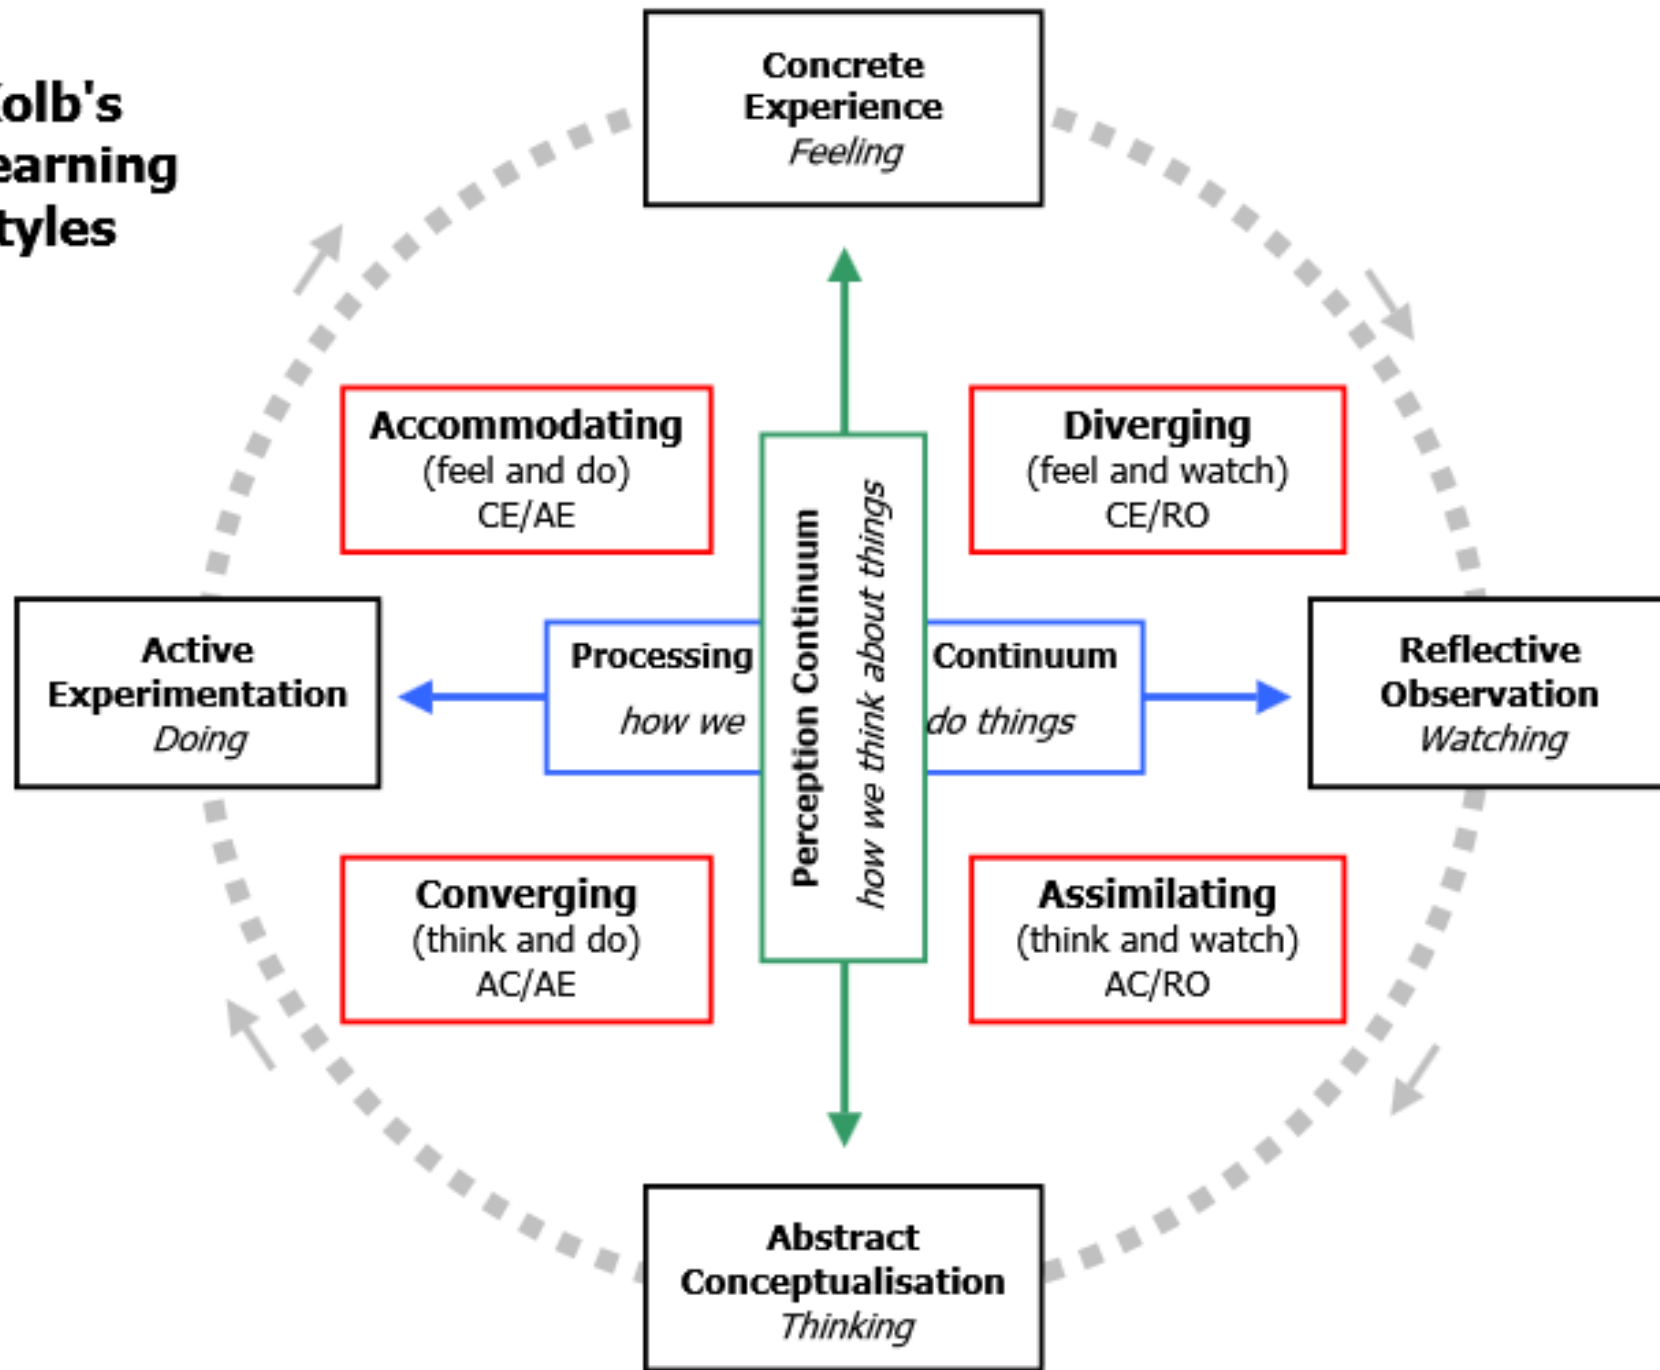 olb's
earning
tyles
Concrete
Experience
Feeling
Accommodating
(feel and do)
CE/AE
Diverging
(feel and watch)
CE/RO
Active
Experimentation
Doing
Processing Continuum
how we do things
Perception Continuum
how we think about things
Reflective
Observation
Watching
Converging
(think and do)
AC/AE
Assimilating
(think and watch)
AC/RO
Abstract
Conceptualisation
Thinking